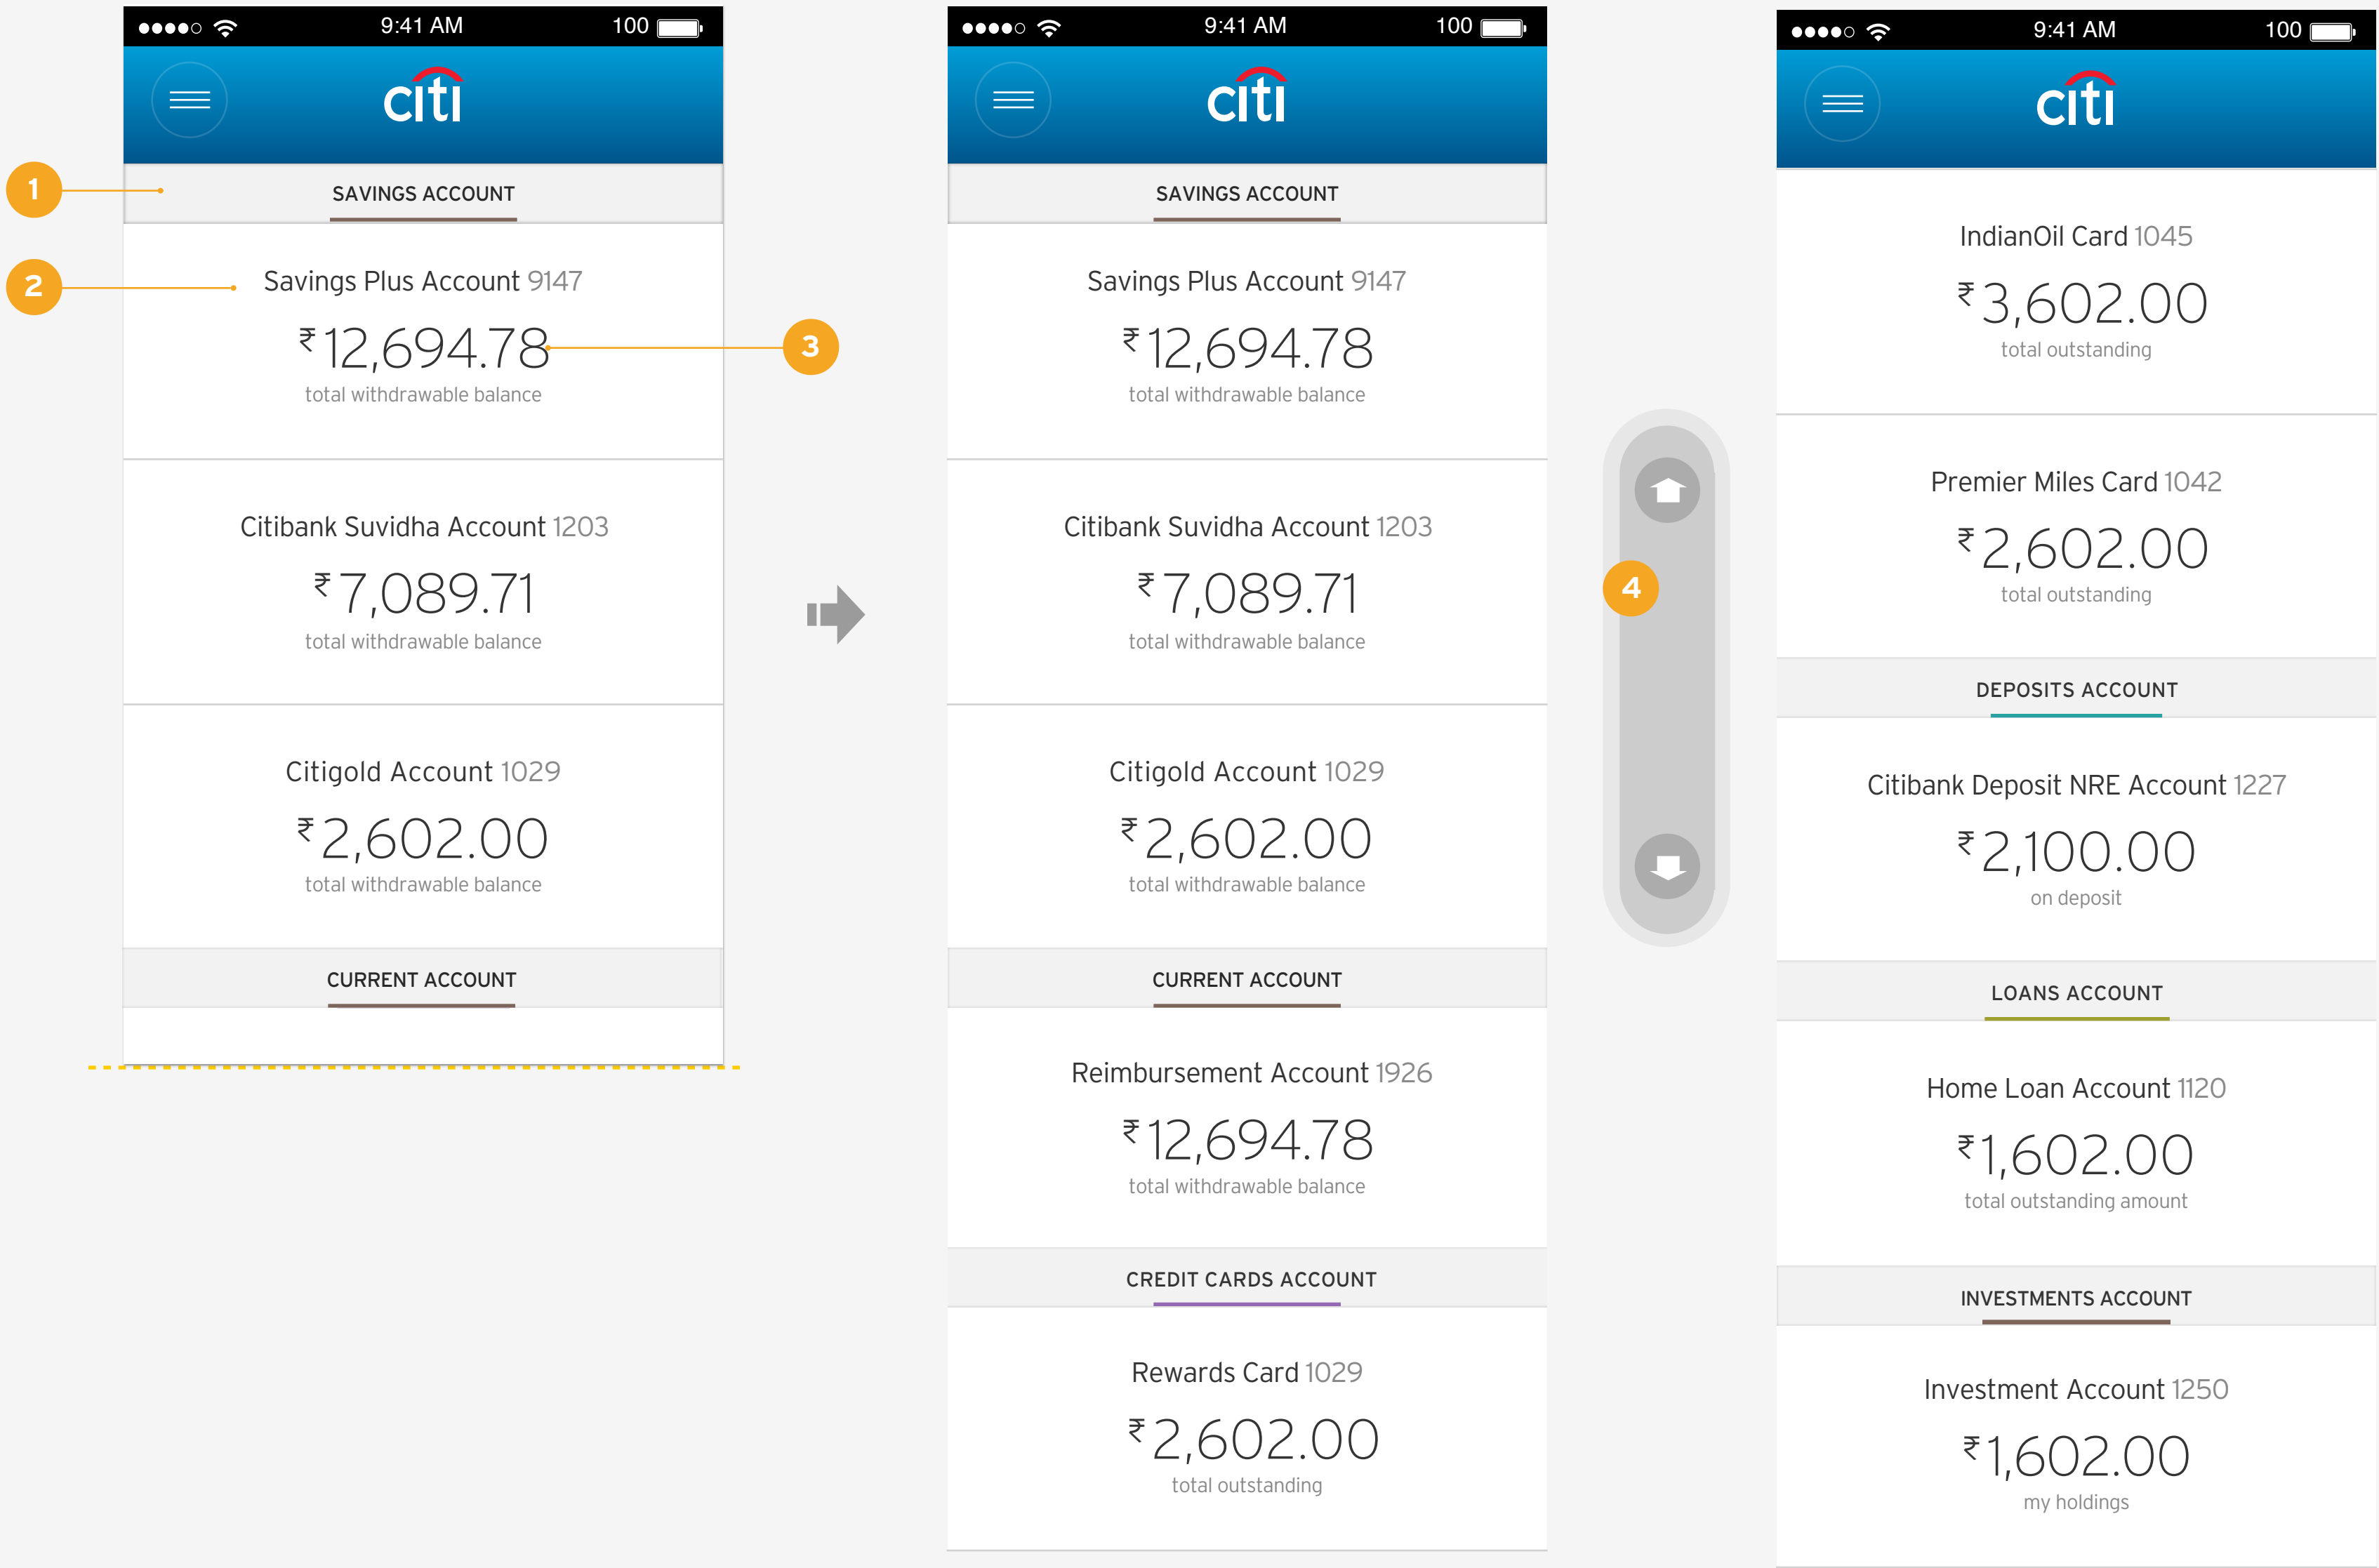 9:41 AM 100
citi
1
SAVINGS ACCOUNT
2
Savings Plus Account 9147
₹12,694.78
3
total withdrawable balance
Citibank Suvidha Account 1203
₹7,089.71
total withdrawable balance
Citigold Account 1029
₹2,602.00
total withdrawable balance
CURRENT ACCOUNT
9:41 AM 100
citi
SAVINGS ACCOUNT
Savings Plus Account 9147
₹12,694.78
total withdrawable balance
Citibank Suvidha Account 1203
₹7,089.71
total withdrawable balance
Citigold Account 1029
₹2,602.00
total withdrawable balance
CURRENT ACCOUNT
Reimbursement Account 1926
₹12,694.78
total withdrawable balance
CREDIT CARDS ACCOUNT
Rewards Card 1029
₹2,602.00
total outstanding
4
9:41 AM 100
citi
IndianOil Card 1045
₹3,602.00
total outstanding
Premier Miles Card 1042
₹2,602.00
total outstanding
DEPOSITS ACCOUNT
Citibank Deposit NRE Account 1227
₹2,100.00
on deposit
LOANS ACCOUNT
Home Loan Account 1120
₹1,602.00
total outstanding amount
INVESTMENTS ACCOUNT
Investment Account 1250
₹1,602.00
my holdings